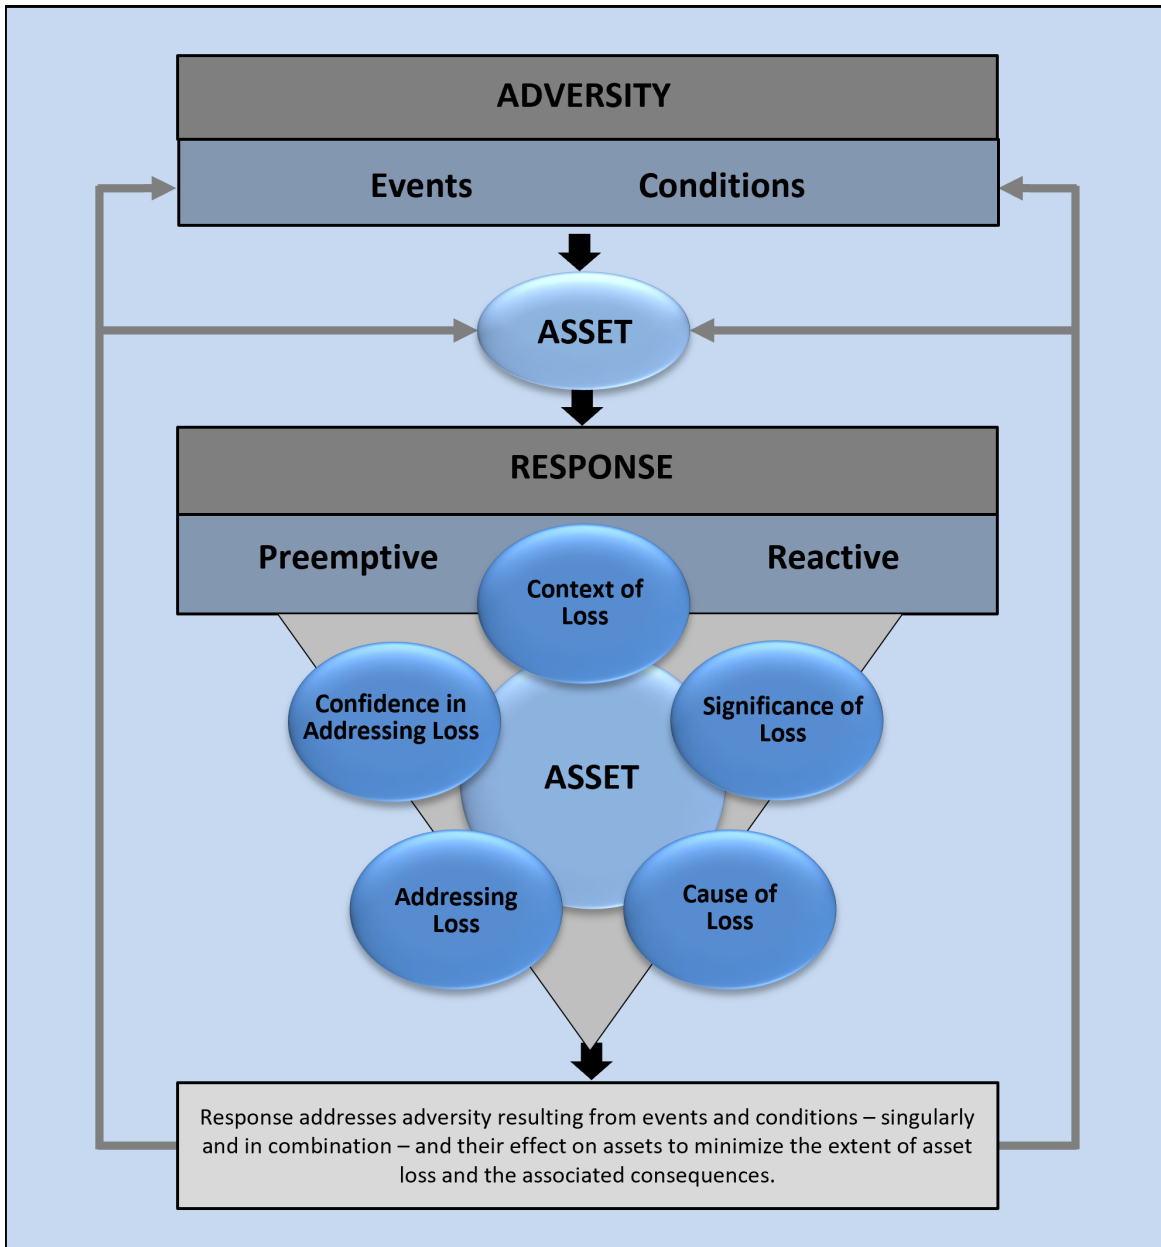 ADVERSITY
Events Conditions
ASSET
RESPONSE
Preemptive Reactive
Context of
Loss
Confidence in
Addressing Loss
Significance of
Loss
ASSET
Addressing
Loss
Cause of
Loss
Response addresses adversity resulting from events and conditions – singularly
and in combination – and their effect on assets to minimize the extent of asset
loss and the associated consequences.